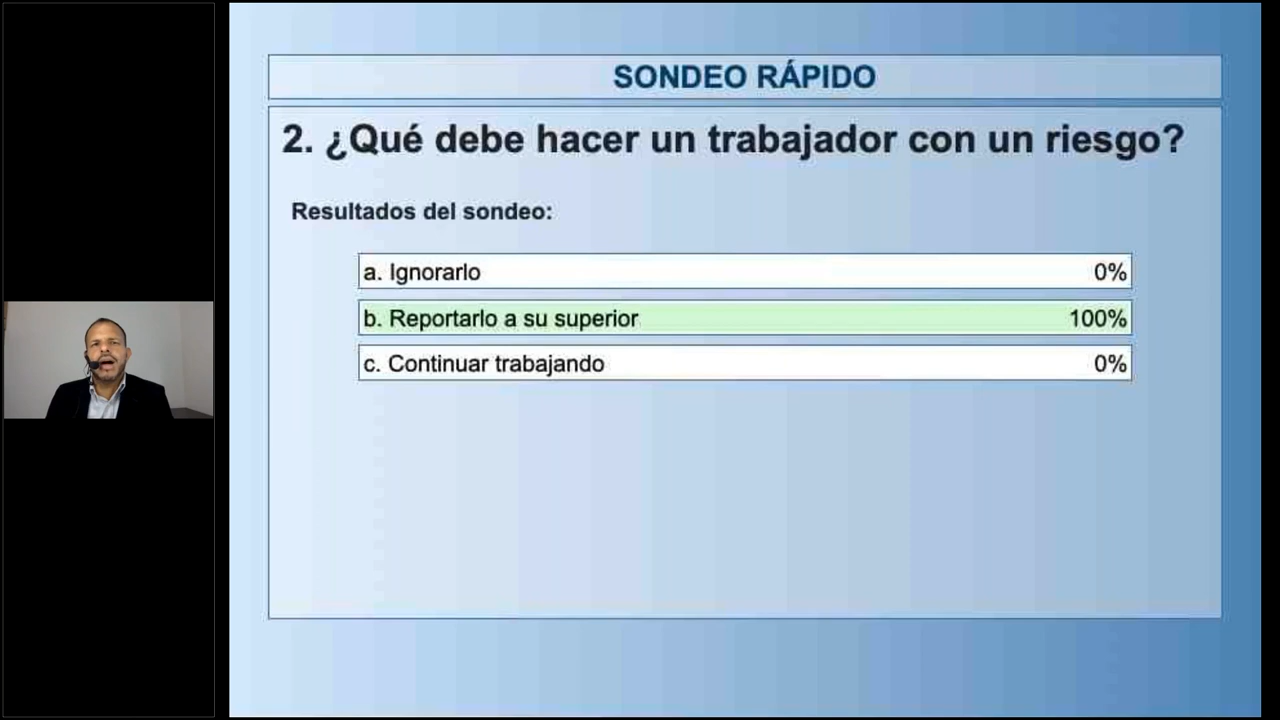 SONDEO RÁPIDO
2. ¿Qué debe hacer un trabajador con un riesgo?
Resultados del sondeo:
a. Ignorarlo 0%
b. Reportarlo a su superior 100%
c. Continuar trabajando 0%